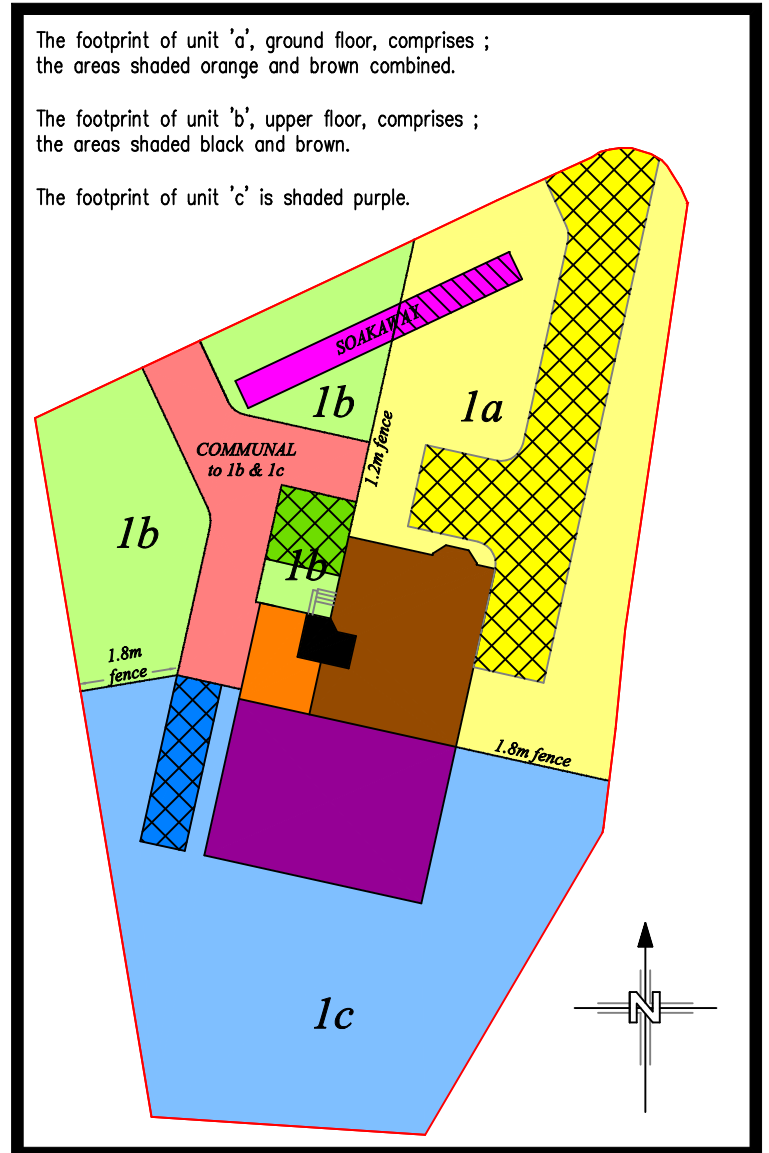 The footprint of unit 'a', ground floor, comprises ;
the areas shaded orange and brown combined.
The footprint of unit 'b', upper floor, comprises ;
the areas shaded black and brown.
The footprint of unit 'c' is shaded purple.
SOAKAWAY
1b
1a
1.2m fence
COMMUNAL
to 1b & 1c
1b
1b
1.8m
fence
1.8m fence
1c
N